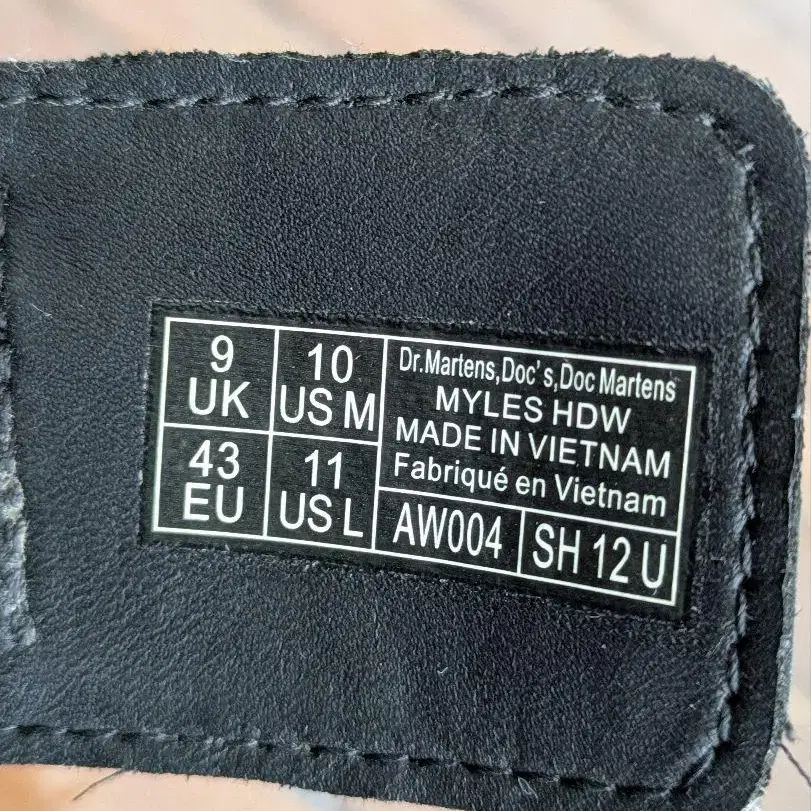 9
UK
10
US M
43
EU
11
US L
Dr.Martens,Doc's,Doc Martens
MYLES HDW
MADE IN VIETNAM
Fabriqué en Vietnam
AW004
SH 12 U